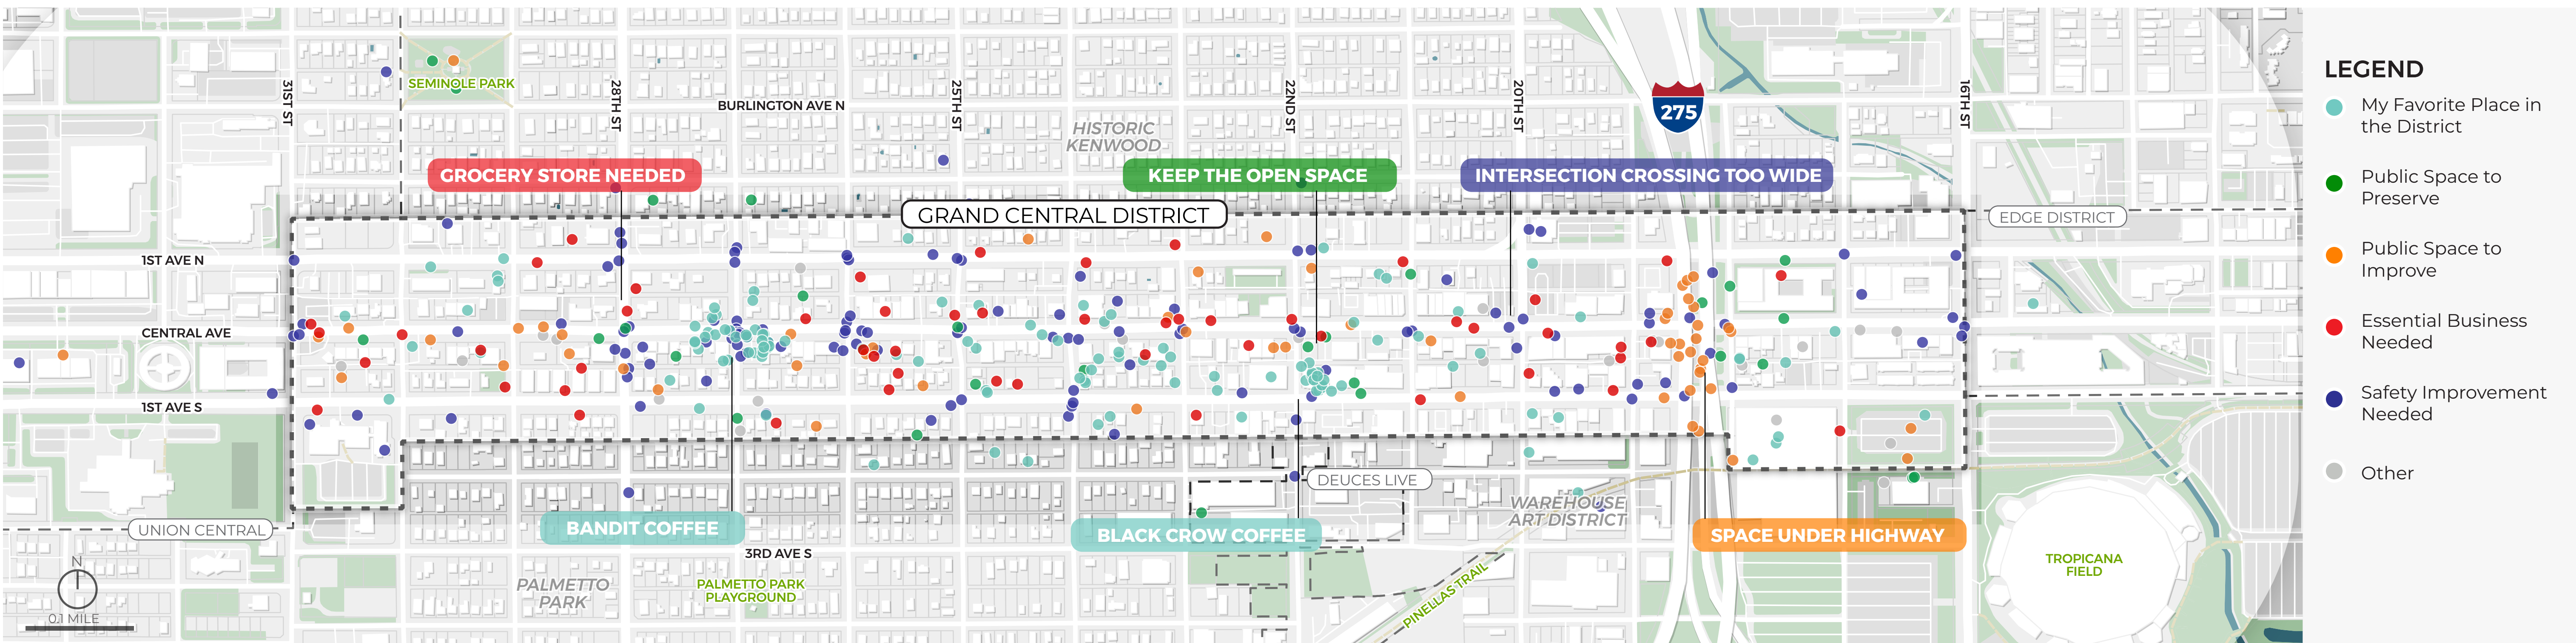 SEMINOLE PARK
31ST ST
28TH ST
BURLINGTON AVE N
25TH ST
HISTORIC
KENWOOD
22ND ST
20TH ST
275
16TH ST
GROCERY STORE NEEDED
KEEP THE OPEN SPACE
INTERSECTION CROSSING TOO WIDE
GRAND CENTRAL DISTRICT
EDGE DISTRICT
1ST AVE N
CENTRAL AVE
1ST AVE S
UNION CENTRAL
BANDIT COFFEE
BLACK CROW COFFEE
DEUCES LIVE
WAREHOUSE
ART DISTRICT
SPACE UNDER HIGHWAY
3RD AVE S
PALMETTO
PARK
PALMETTO PARK
PLAYGROUND
PINELLAS TRAIL
TROPICANA
FIELD
N
0.1 MILE
LEGEND
My Favorite Place in
the District
Public Space to
Preserve
Public Space to
Improve
Essential Business
Needed
Safety Improvement
Needed
Other